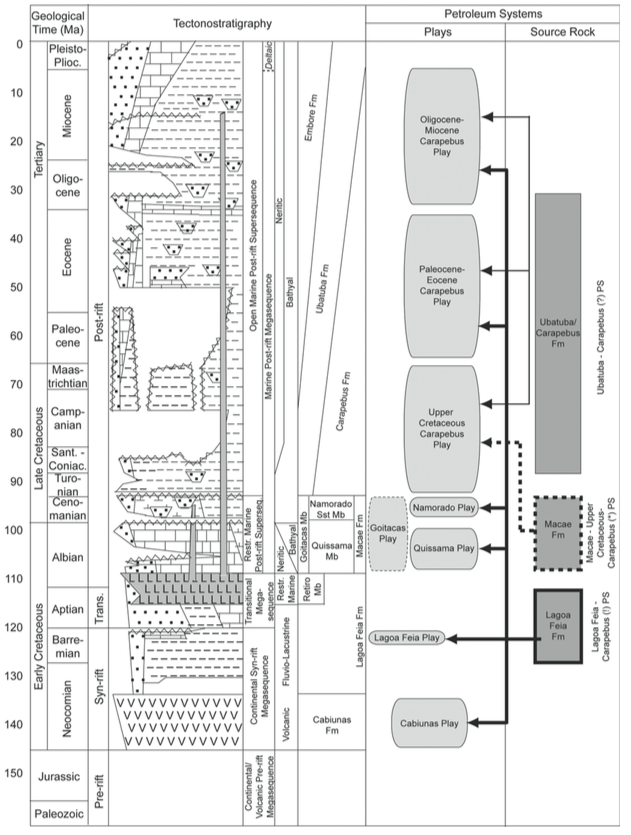 Geological
Time (Ma)
Tectonostratigraphy
Petroleum Systems
Plays
Source Rock
0
10
20
30
40
50
60
70
80
90
100
110
120
130
140
150
Tertiary
Late Cretaceous
Early Cretaceous
Pleisto-
Plioc.
Miocene
Oligo-
cene
Eocene
Paleo-
cene
Maas-
trichtian
Camp-
anian
Sant. -
Coniac.
Turo-
nian
Ceno-
manian
Albian
Aptian
Barre-
mian
Neocomian
Jurassic
Paleozoic
Post-rift
Trans.
Syn-rift
Pre-rift
Open Marine Post-rift Supersequence
Restr. Marine
Post-rift Superseq.
Transitional
Mega-
sequence
Continental Syn-rift
Megasequence
Continental/
Volcanic Pre-rift
Megasequence
Deltaic
Marine Post-rift Megasequence
Neritic
Bathyal
Neritic
Bathyal
Restr.
Marine
Fluvio-Lacustrine
Volcanic
Embore Fm
Ubatuba Fm
Carapebus Fm
Goitacas Mb
Namorado
Sst Mb
Quissama
Mb
Macae Fm
Retiro
Mb
Lagoa Feia Fm
Cabiunas
Fm
Oligocene-
Miocene
Carapebus
Play
Paleocene-
Eocene
Carapebus
Play
Upper
Cretaceous
Carapebus
Play
Goitacas
Play
Namorado Play
Quissama Play
Lagoa Feia Play
Cabiunas Play
Ubatuba/
Carapebus
Fm
Ubatuba - Carapebus (?) PS
Macae
Fm
Macae - Upper
Cretaceous-
Carapebus (*) PS
Lagoa
Feia
Fm
Lagoa Feia -
Carapebus (!) PS